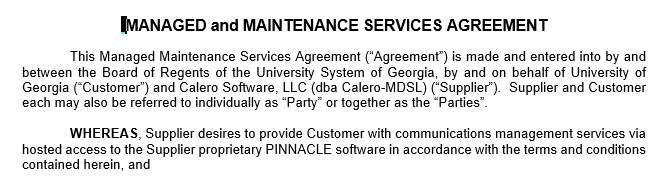 MANAGED and MAINTENANCE SERVICES AGREEMENT
This Managed Maintenance Services Agreement (“Agreement”) is made and entered into by and
between the Board of Regents of the University System of Georgia, by and on behalf of University of
Georgia (“Customer”) and Calero Software, LLC (dba Calero-MDSL) (“Supplier”).  Supplier and Customer
each may also be referred to individually as “Party” or together as the “Parties”.
WHEREAS, Supplier desires to provide Customer with communications management services via
hosted access to the Supplier proprietary PINNACLE software in accordance with the terms and conditions
contained herein, and